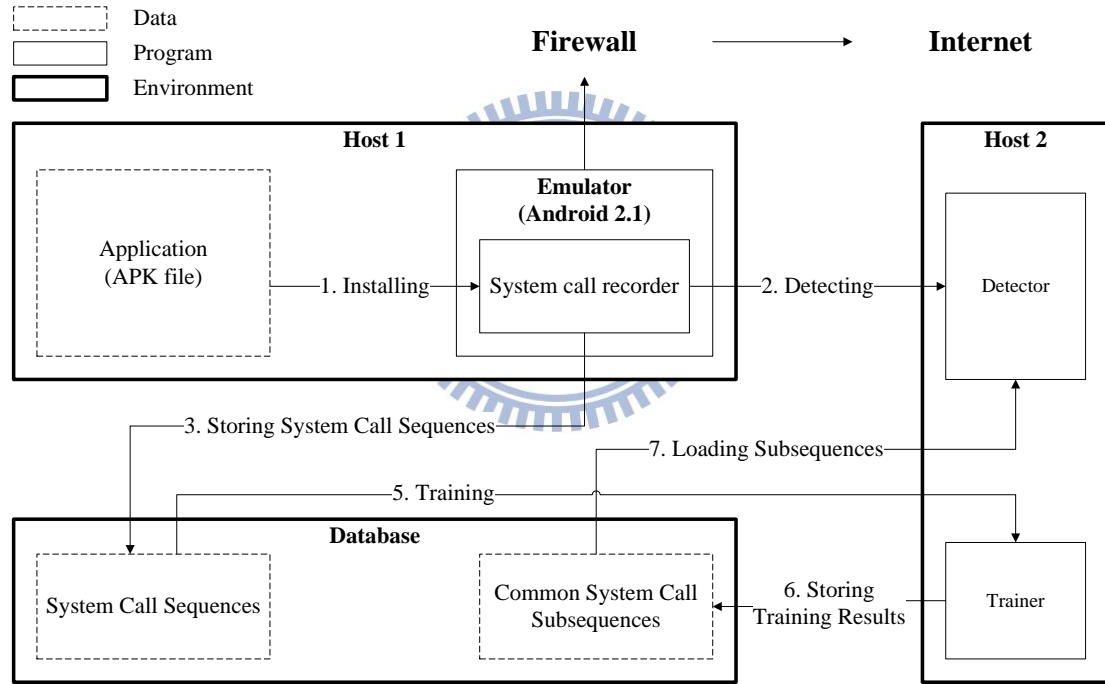 Data
Program
Environment
Firewall
Internet
Host 1
Host 2
Application
(APK file)
Emulator
(Android 2.1)
System call recorder
Detector
1. Installing
2. Detecting
3. Storing System Call Sequences
7. Loading Subsequences
5. Training
Database
System Call Sequences
Common System Call
Subsequences
6. Storing
Training Results
Trainer